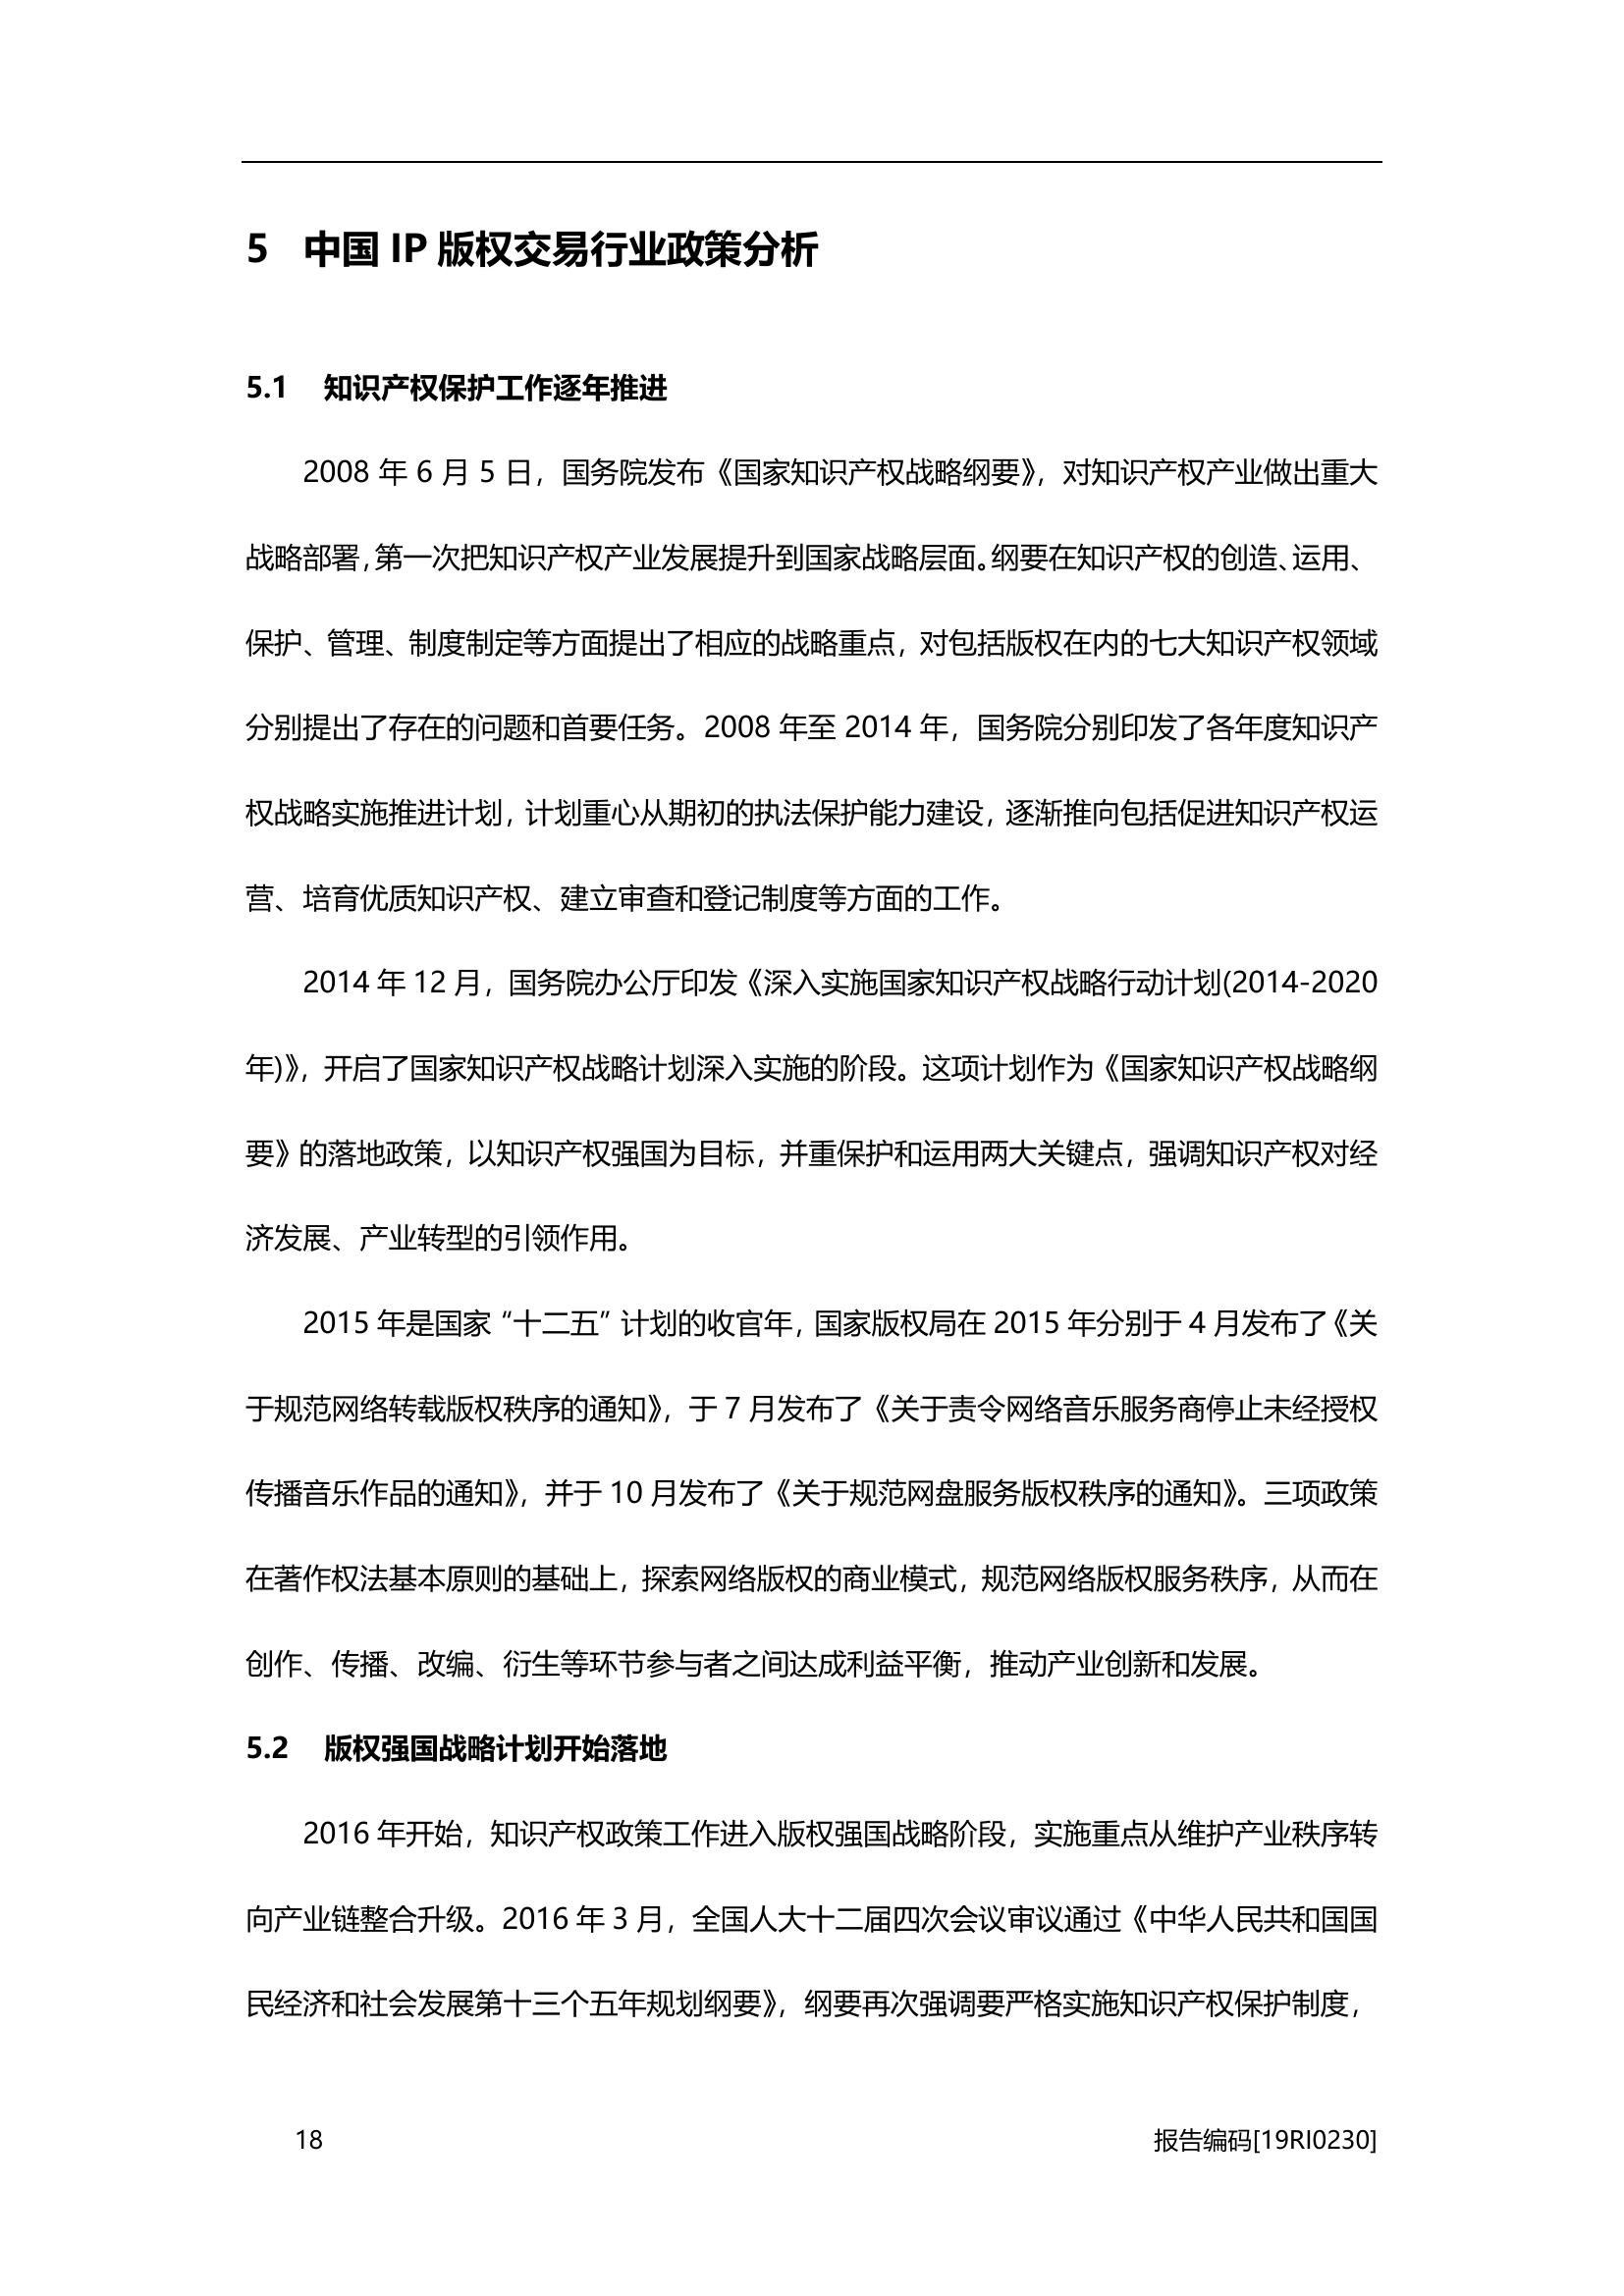 5 中国 IP 版权交易行业政策分析
5.1 知识产权保护工作逐年推进
2008 年 6 月 5 日，国务院发布《国家知识产权战略纲要》，对知识产权产业做出重大
战略部署，第一次把知识产权产业发展提升到国家战略层面。纲要在知识产权的创造、运用、
保护、管理、制度制定等方面提出了相应的战略重点，对包括版权在内的七大知识产权领域
分别提出了存在的问题和首要任务。2008 年至 2014 年，国务院分别印发了各年度知识产
权战略实施推进计划，计划重心从期初的执法保护能力建设，逐渐推向包括促进知识产权运
营、培育优质知识产权、建立审查和登记制度等方面的工作。
2014 年 12 月，国务院办公厅印发《深入实施国家知识产权战略行动计划(2014-2020
年)》，开启了国家知识产权战略计划深入实施的阶段。这项计划作为《国家知识产权战略纲
要》的落地政策，以知识产权强国为目标，并重保护和运用两大关键点，强调知识产权对经
济发展、产业转型的引领作用。
2015 年是国家“十二五”计划的收官年，国家版权局在 2015 年分别于 4 月发布了《关
于规范网络转载版权秩序的通知》，于 7 月发布了《关于责令网络音乐服务商停止未经授权
传播音乐作品的通知》，并于 10 月发布了《关于规范网盘服务版权秩序的通知》。三项政策
在著作权法基本原则的基础上，探索网络版权的商业模式，规范网络版权服务秩序，从而在
创作、传播、改编、衍生等环节参与者之间达成利益平衡，推动产业创新和发展。
5.2 版权强国战略计划开始落地
2016 年开始，知识产权政策工作进入版权强国战略阶段，实施重点从维护产业秩序转
向产业链整合升级。2016 年 3 月，全国人大十二届四次会议审议通过《中华人民共和国国
民经济和社会发展第十三个五年规划纲要》，纲要再次强调要严格实施知识产权保护制度，
18 报告编码[19RI0230]